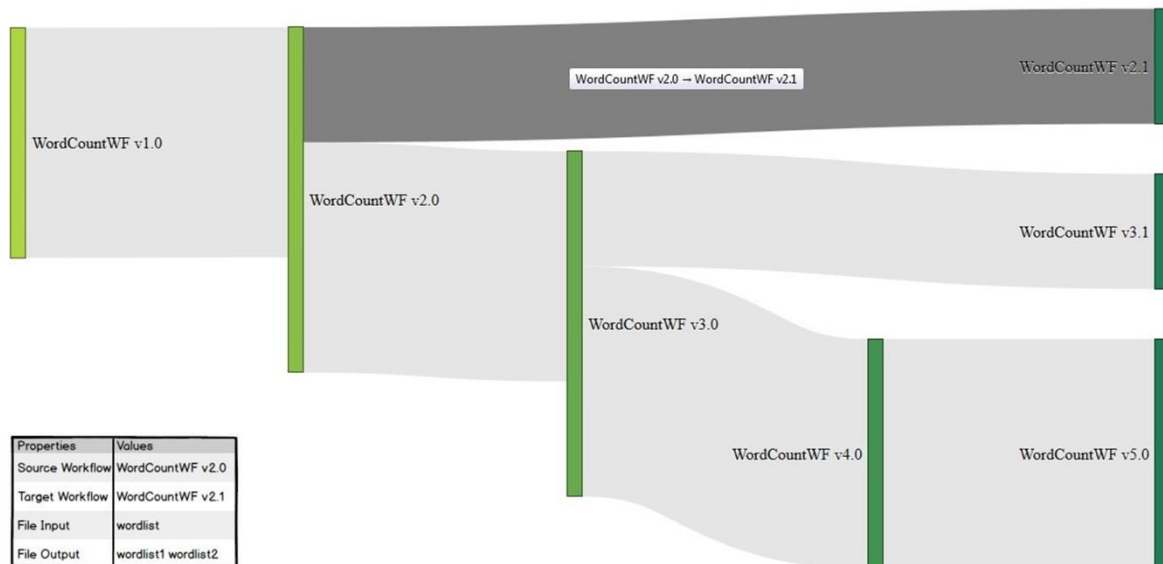 WordCountWF v2.1
WordCountWF v2.0 → WordCountWF v2.1
WordCountWF v1.0
WordCountWF v2.0
WordCountWF v3.1
WordCountWF v3.0
WordCountWF v4.0
WordCountWF v5.0
Properties Values
Source Workflow WordCountWF v2.0
Target Workflow WordCountWF v2.1
File Input wordlist
File Output wordlist1 wordlist2